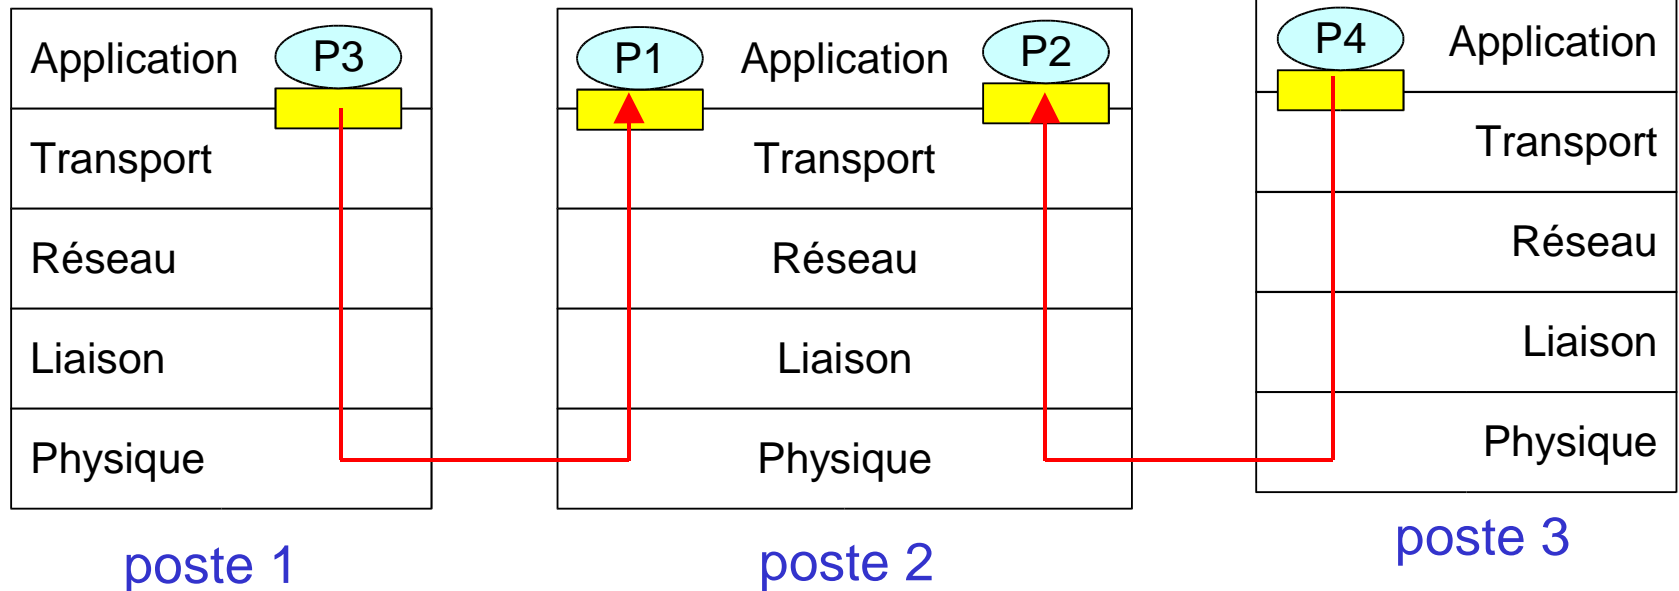 Application P3
Transport
Réseau
Liaison
Physique
poste 1
P1 Application P2
Transport
Réseau
Liaison
Physique
poste 2
P4 Application
Transport
Réseau
Liaison
Physique
poste 3